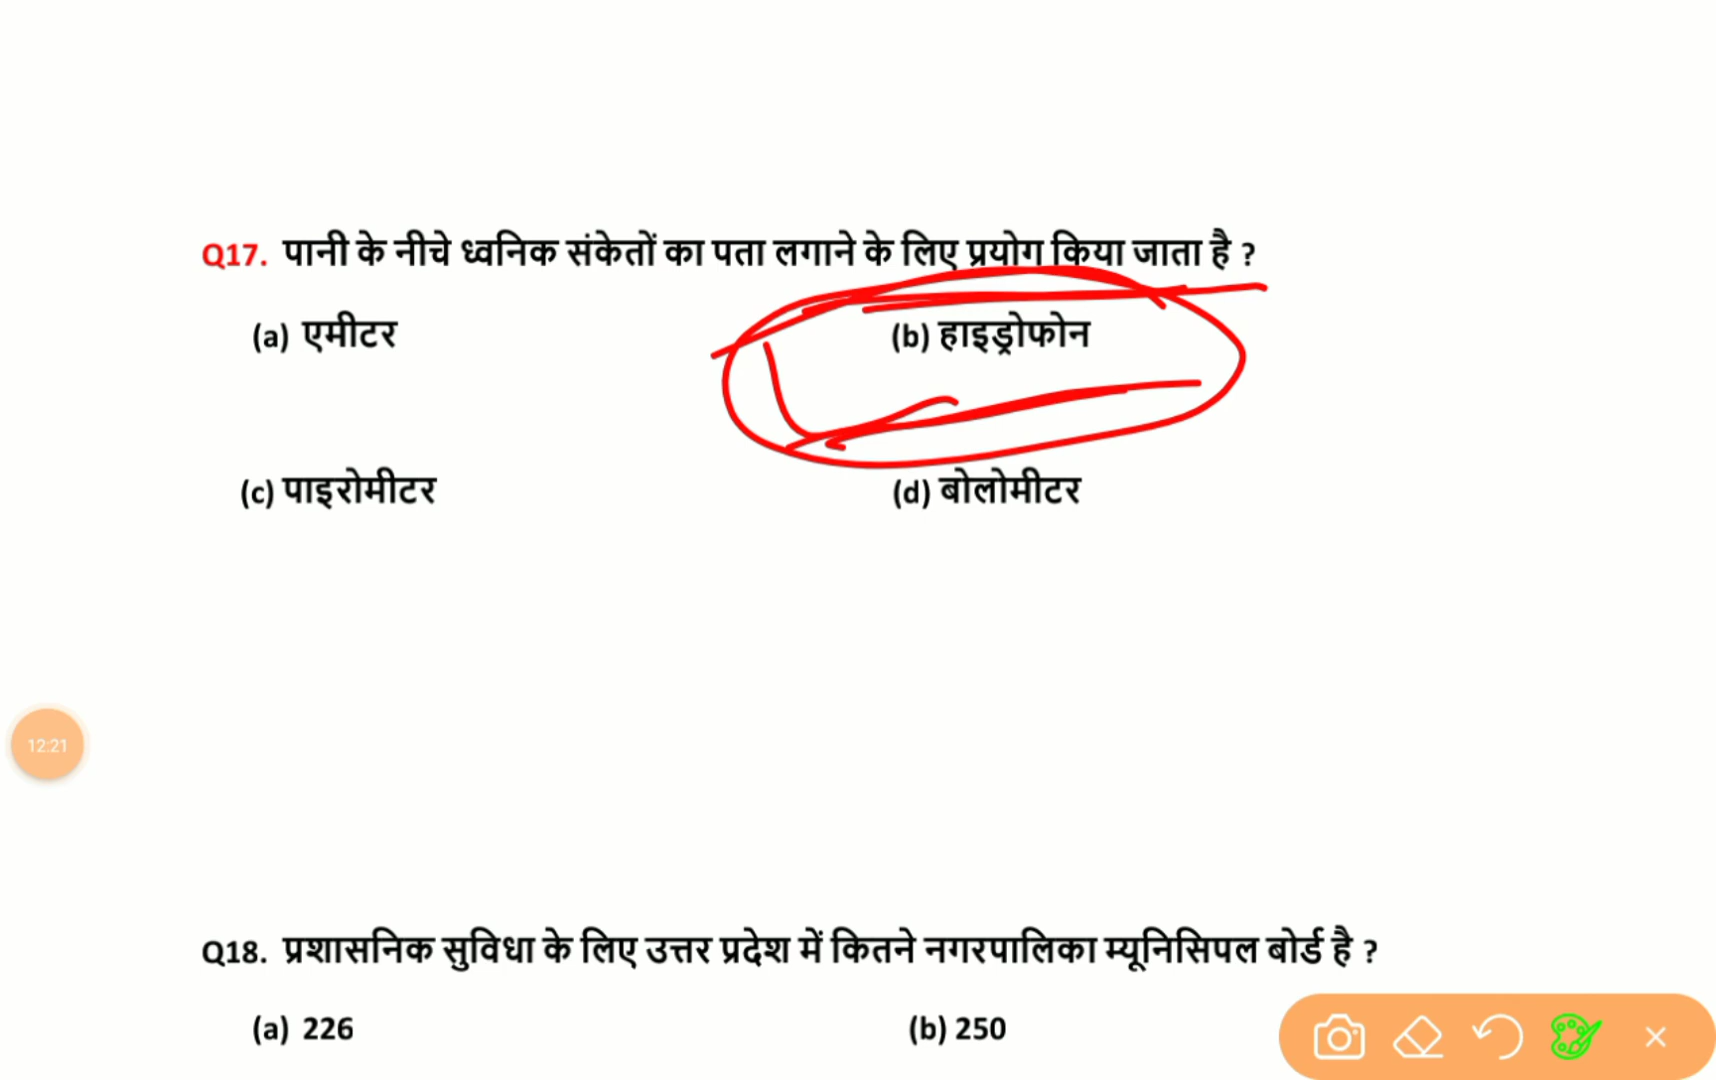 Q17. पानी के नीचे ध्वनिक संकेतों का पता लगाने के लिए प्रयोग किया जाता है ?
(a) एमीटर (b) हाइड्रोफोन
(c) पाइरोमीटर (d) बोलोमीटर
12:21
Q18. प्रशासनिक सुविधा के लिए उत्तर प्रदेश में कितने नगरपालिका म्यूनिसिपल बोर्ड है ?
(a) 226 (b) 250